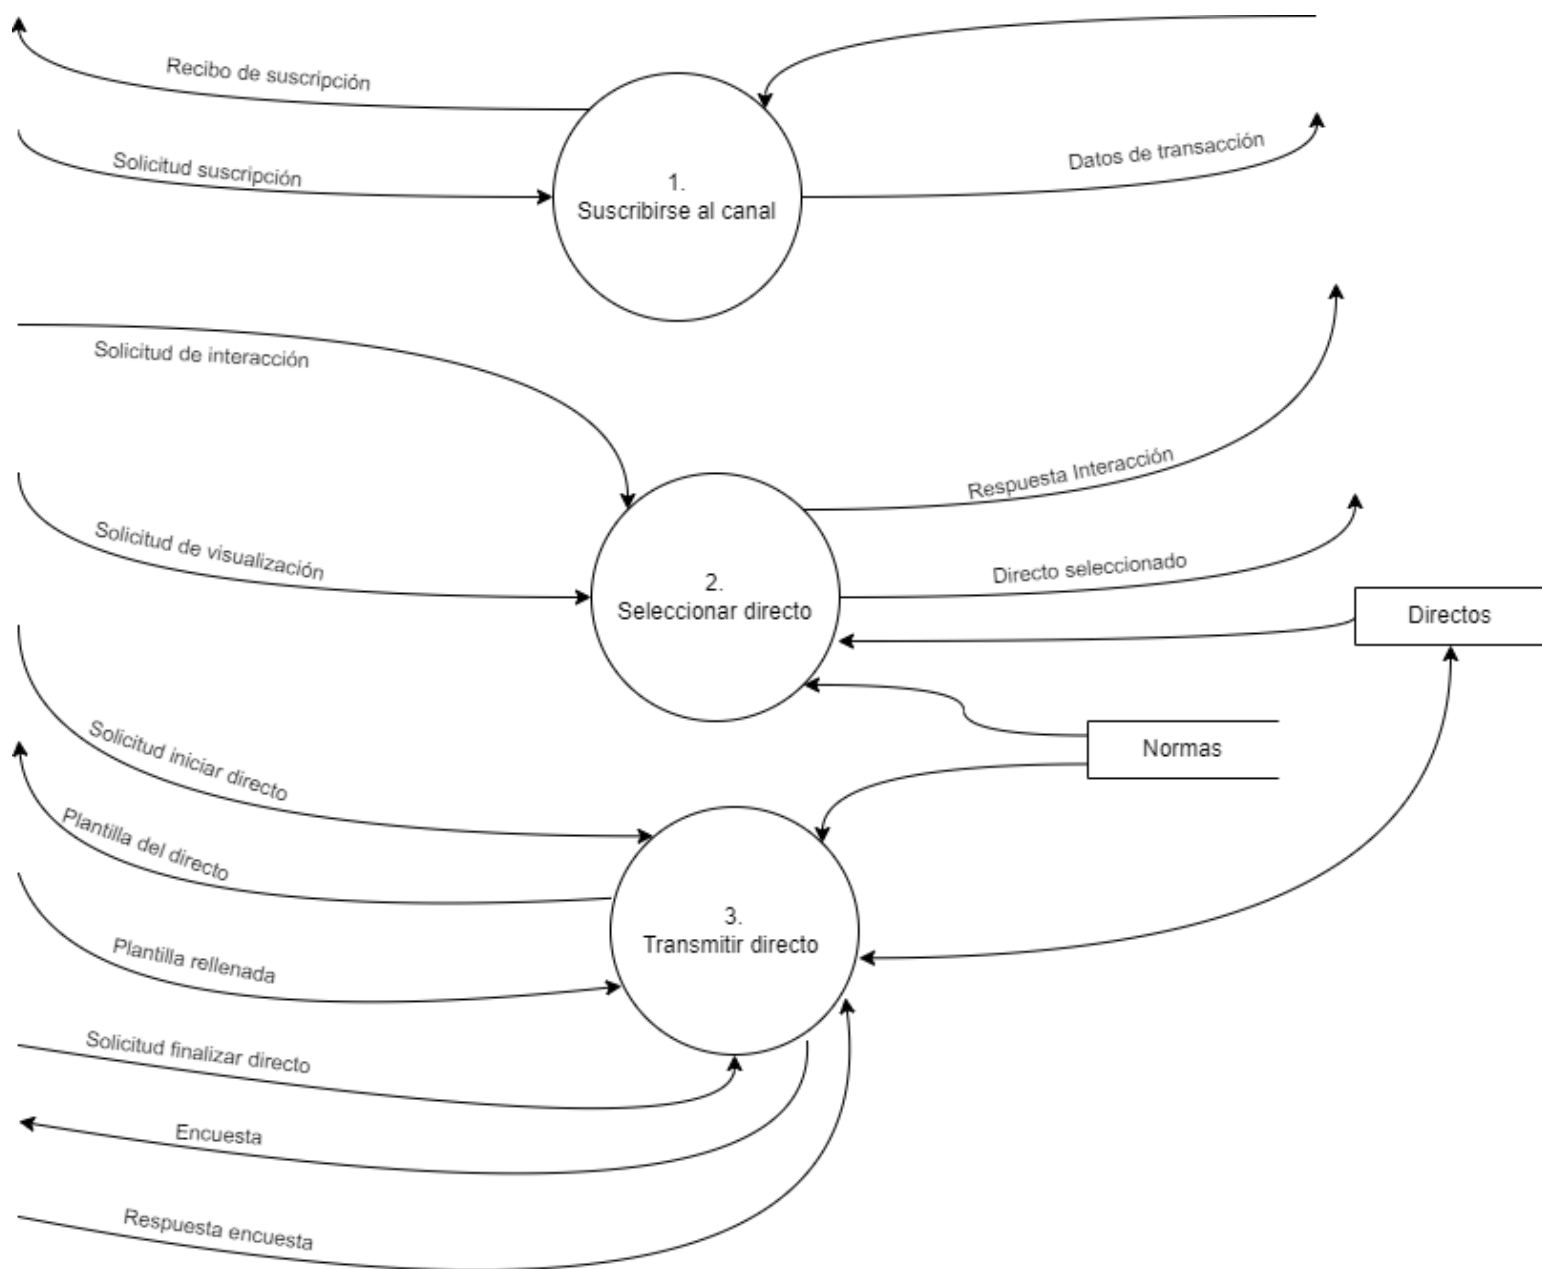 Recibo de suscripción
Solicitud suscripción
Datos de transacción
1.
Suscribirse al canal
Solicitud de interacción
Respuesta Interacción
Solicitud de visualización
Directo seleccionado
2.
Seleccionar directo
Directos
Normas
Solicitud iniciar directo
Plantilla del directo
3.
Transmitir directo
Plantilla rellenada
Solicitud finalizar directo
Encuesta
Respuesta encuesta